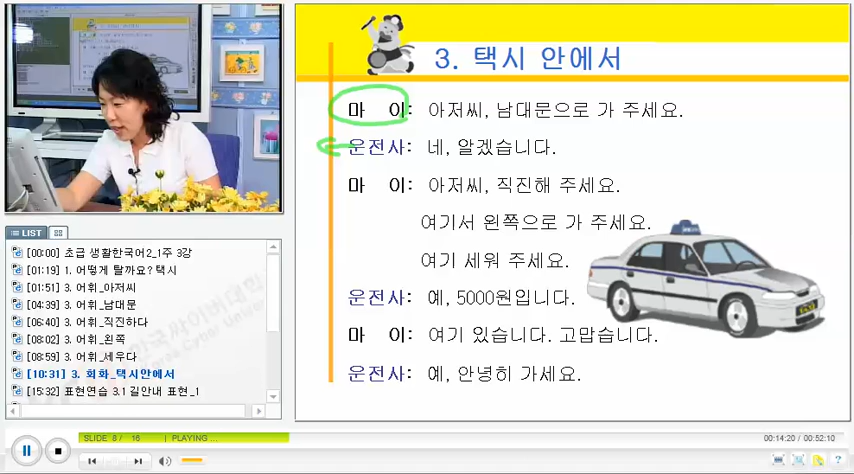 3. 택시 안에서
마 이: 아저씨, 남대문으로 가 주세요.
운전사: 네, 알겠습니다.
마 이: 아저씨, 직진해 주세요.
여기서 왼쪽으로 가 주세요.
여기 세워 주세요.
운전사: 예, 5000원입니다.
마 이: 여기 있습니다. 고맙습니다.
운전사: 예, 안녕히 가세요.
LIST
[00:00] 초급 생활한국어2_1주 3강
[01:19] 1. 어떻게 탈까요? 택시
[01:51] 3. 어휘_아저씨
[04:39] 3. 어휘_남대문
[06:40] 3. 어휘_직진하다
[08:02] 3. 어휘_왼쪽
[08:59] 3. 어휘_세우다
[10:31] 3. 회화_택시안에서
[15:32] 표현연습 3.1 길안내 표현_1
SLIDE 8 / 16 | PLAYING ...
00:14:20 / 00:52:10